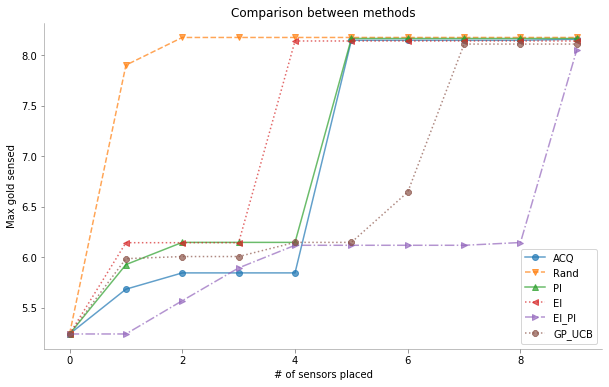 Comparison between methods
Max gold sensed
8.0
7.5
7.0
6.5
6.0
5.5
0
2
4
6
8
# of sensors placed
ACQ
Rand
PI
EI
EI_PI
GP_UCB